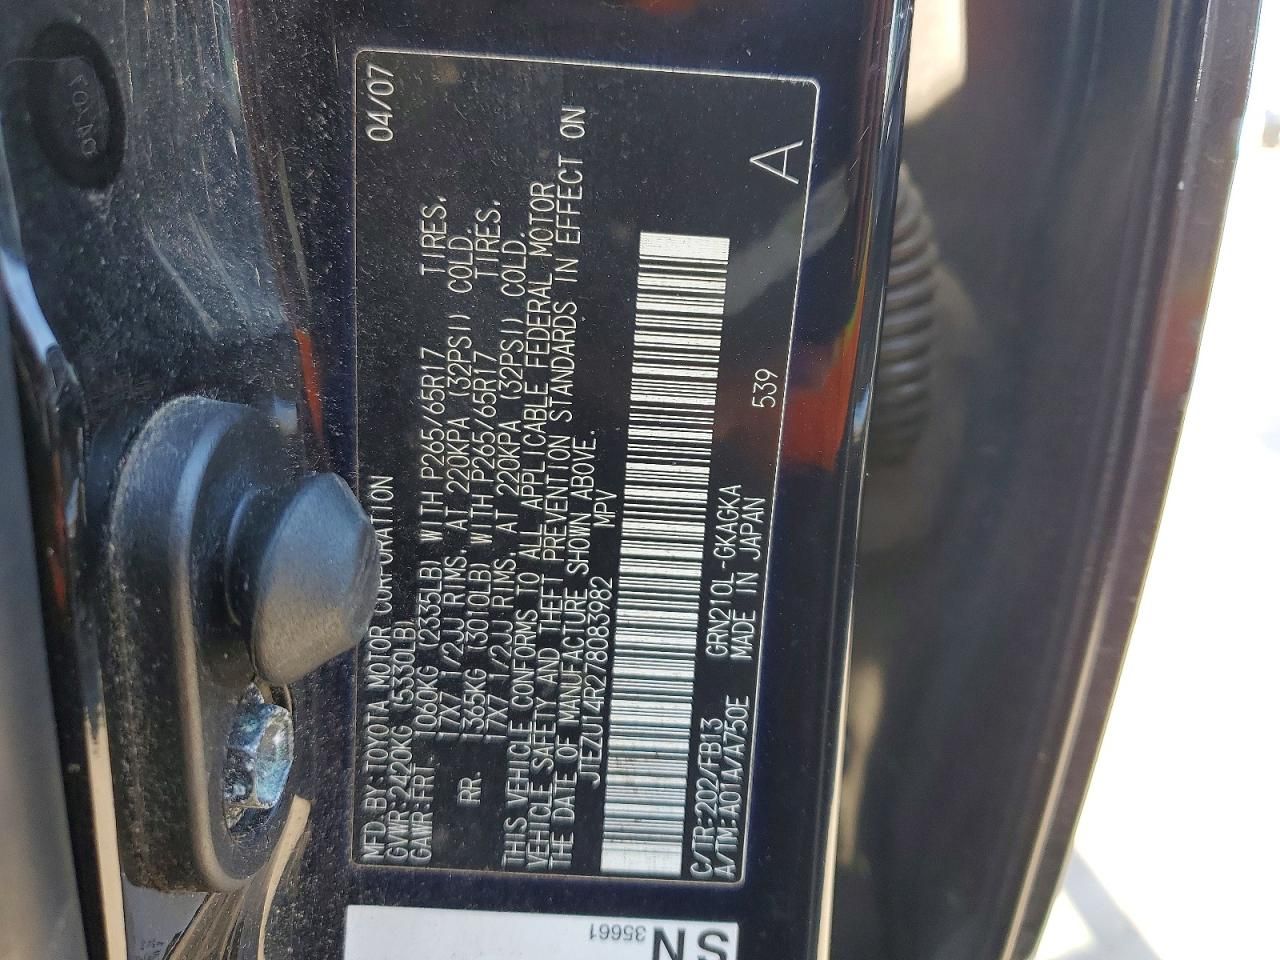 04/07
MFD.BY:TOYOTA MOTOR CORPORATION
GVWR:2420KG (5330LB)
GAWR:FRT. 1060KG (2335LB) WITH P265/65R17 TIRES,
17X7 1/2JJ RIMS, AT 220KPA (32PSI) COLD.
RR. 1365KG (3010LB) WITH P265/65R17 TIRES,
17X7 1/2JJ RIMS, AT 220KPA (32PSI) COLD.
THIS VEHICLE CONFORMS TO ALL APPLICABLE FEDERAL MOTOR
VEHICLE SAFETY AND THEFT PREVENTION STANDARDS IN EFFECT ON
THE DATE OF MANUFACTURE SHOWN ABOVE.
JTEZU14R278083982 MPV
C/TR:202/FB13 GRN210L-GKAGKA
A/TM:A01A/A750E MADE IN JAPAN 539
A
SN
35661